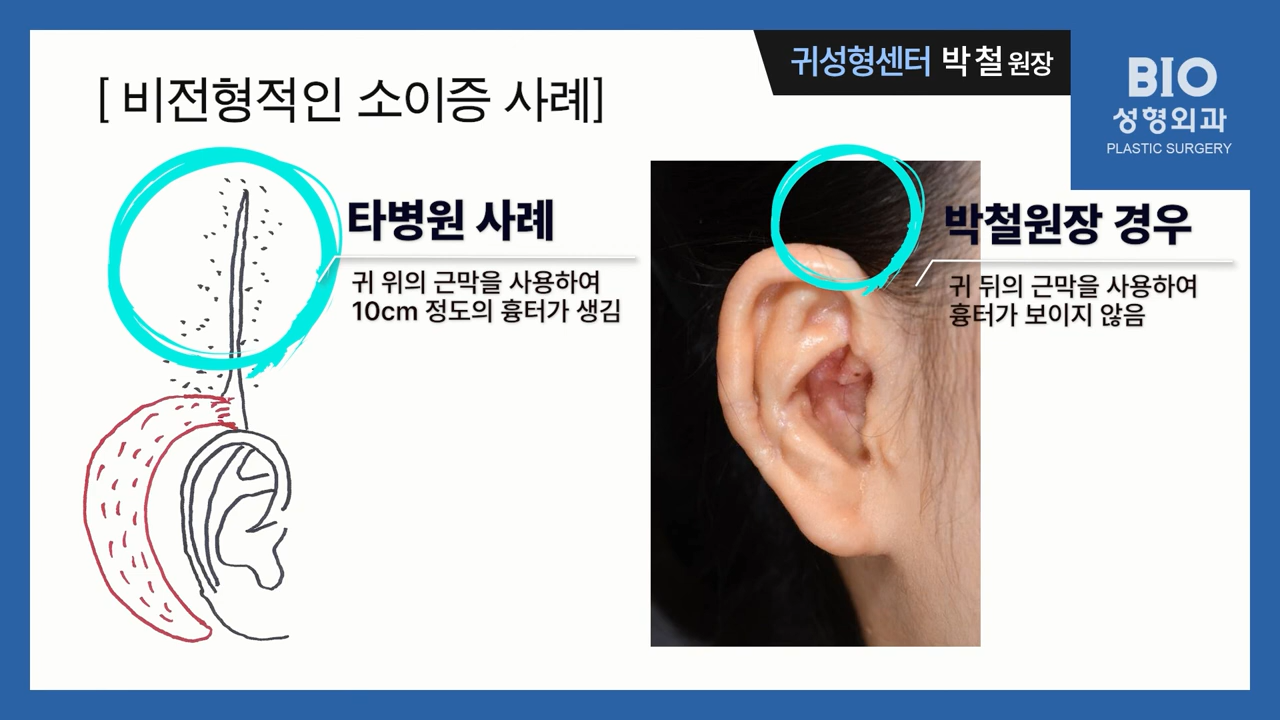 [ 비전형적인 소이증 사례]
귀성형센터 박철 원장
BIO
성형외과
PLASTIC SURGERY
타병원 사례
귀 위의 근막을 사용하여
10cm 정도의 흉터가 생김
박철원장 경우
귀 뒤의 근막을 사용하여
흉터가 보이지 않음